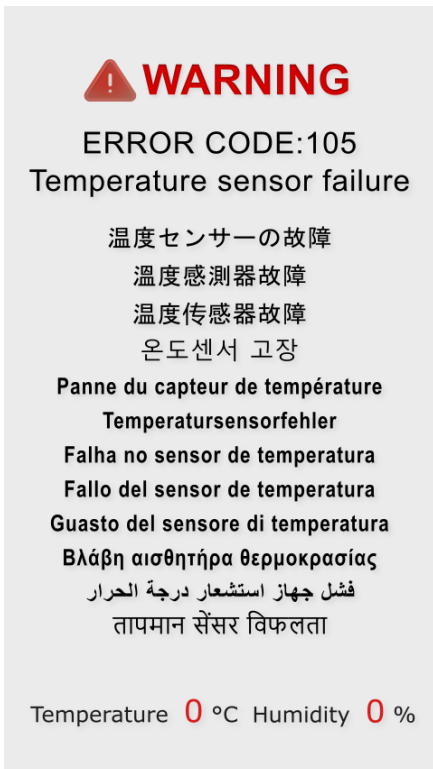 WARNING
ERROR CODE:105
Temperature sensor failure
温度センサーの故障
溫度感測器故障
温度传感器故障
온도센서 고장
Panne du capteur de température
Temperatursensorfehler
Falha no sensor de temperatura
Fallo del sensor de temperatura
Guasto del sensore di temperatura
Βλάβη αισθητήρα θερμοκρασίας
فشل جهاز استشعار درجة الحرار
तापमान सेंसर विफलता
Temperature 0 °C Humidity 0 %